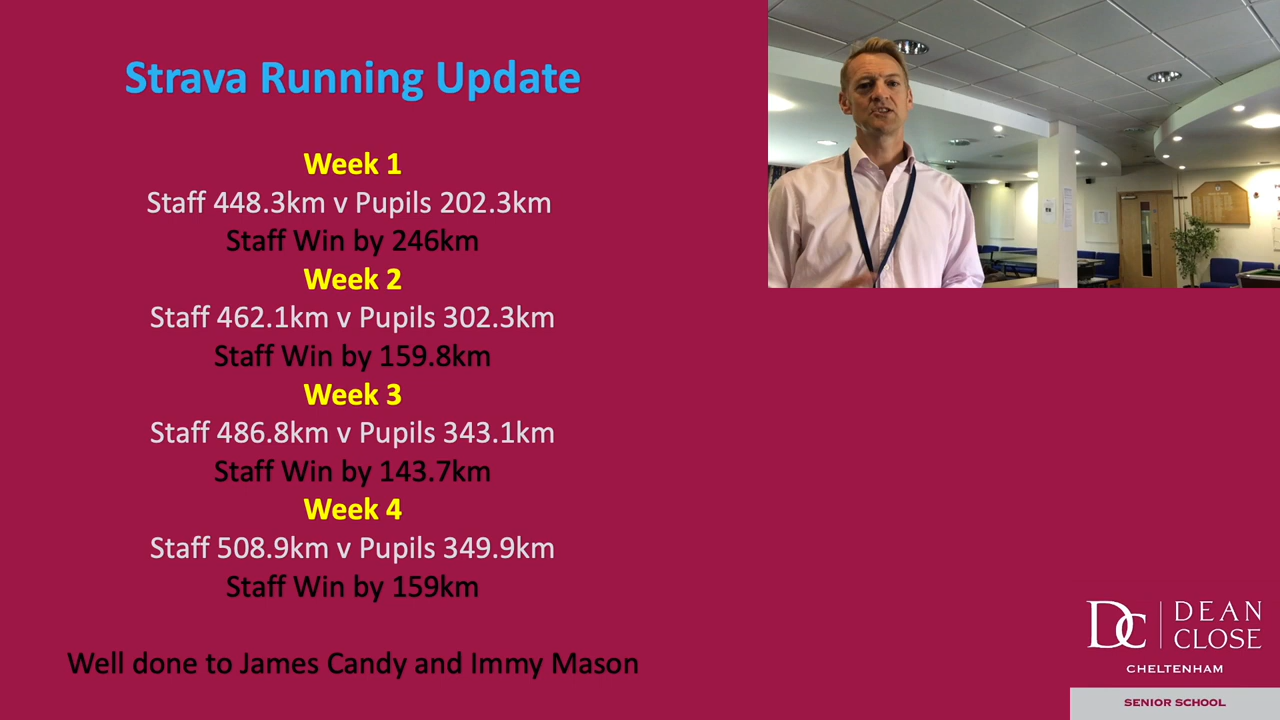 Strava Running Update
Week 1
Staff 448.3km v Pupils 202.3km
Staff Win by 246km
Week 2
Staff 462.1km v Pupils 302.3km
Staff Win by 159.8km
Week 3
Staff 486.8km v Pupils 343.1km
Staff Win by 143.7km
Week 4
Staff 508.9km v Pupils 349.9km
Staff Win by 159km
Well done to James Candy and Immy Mason
DC
DEAN
CLOSE
CHELTENHAM
SENIOR SCHOOL